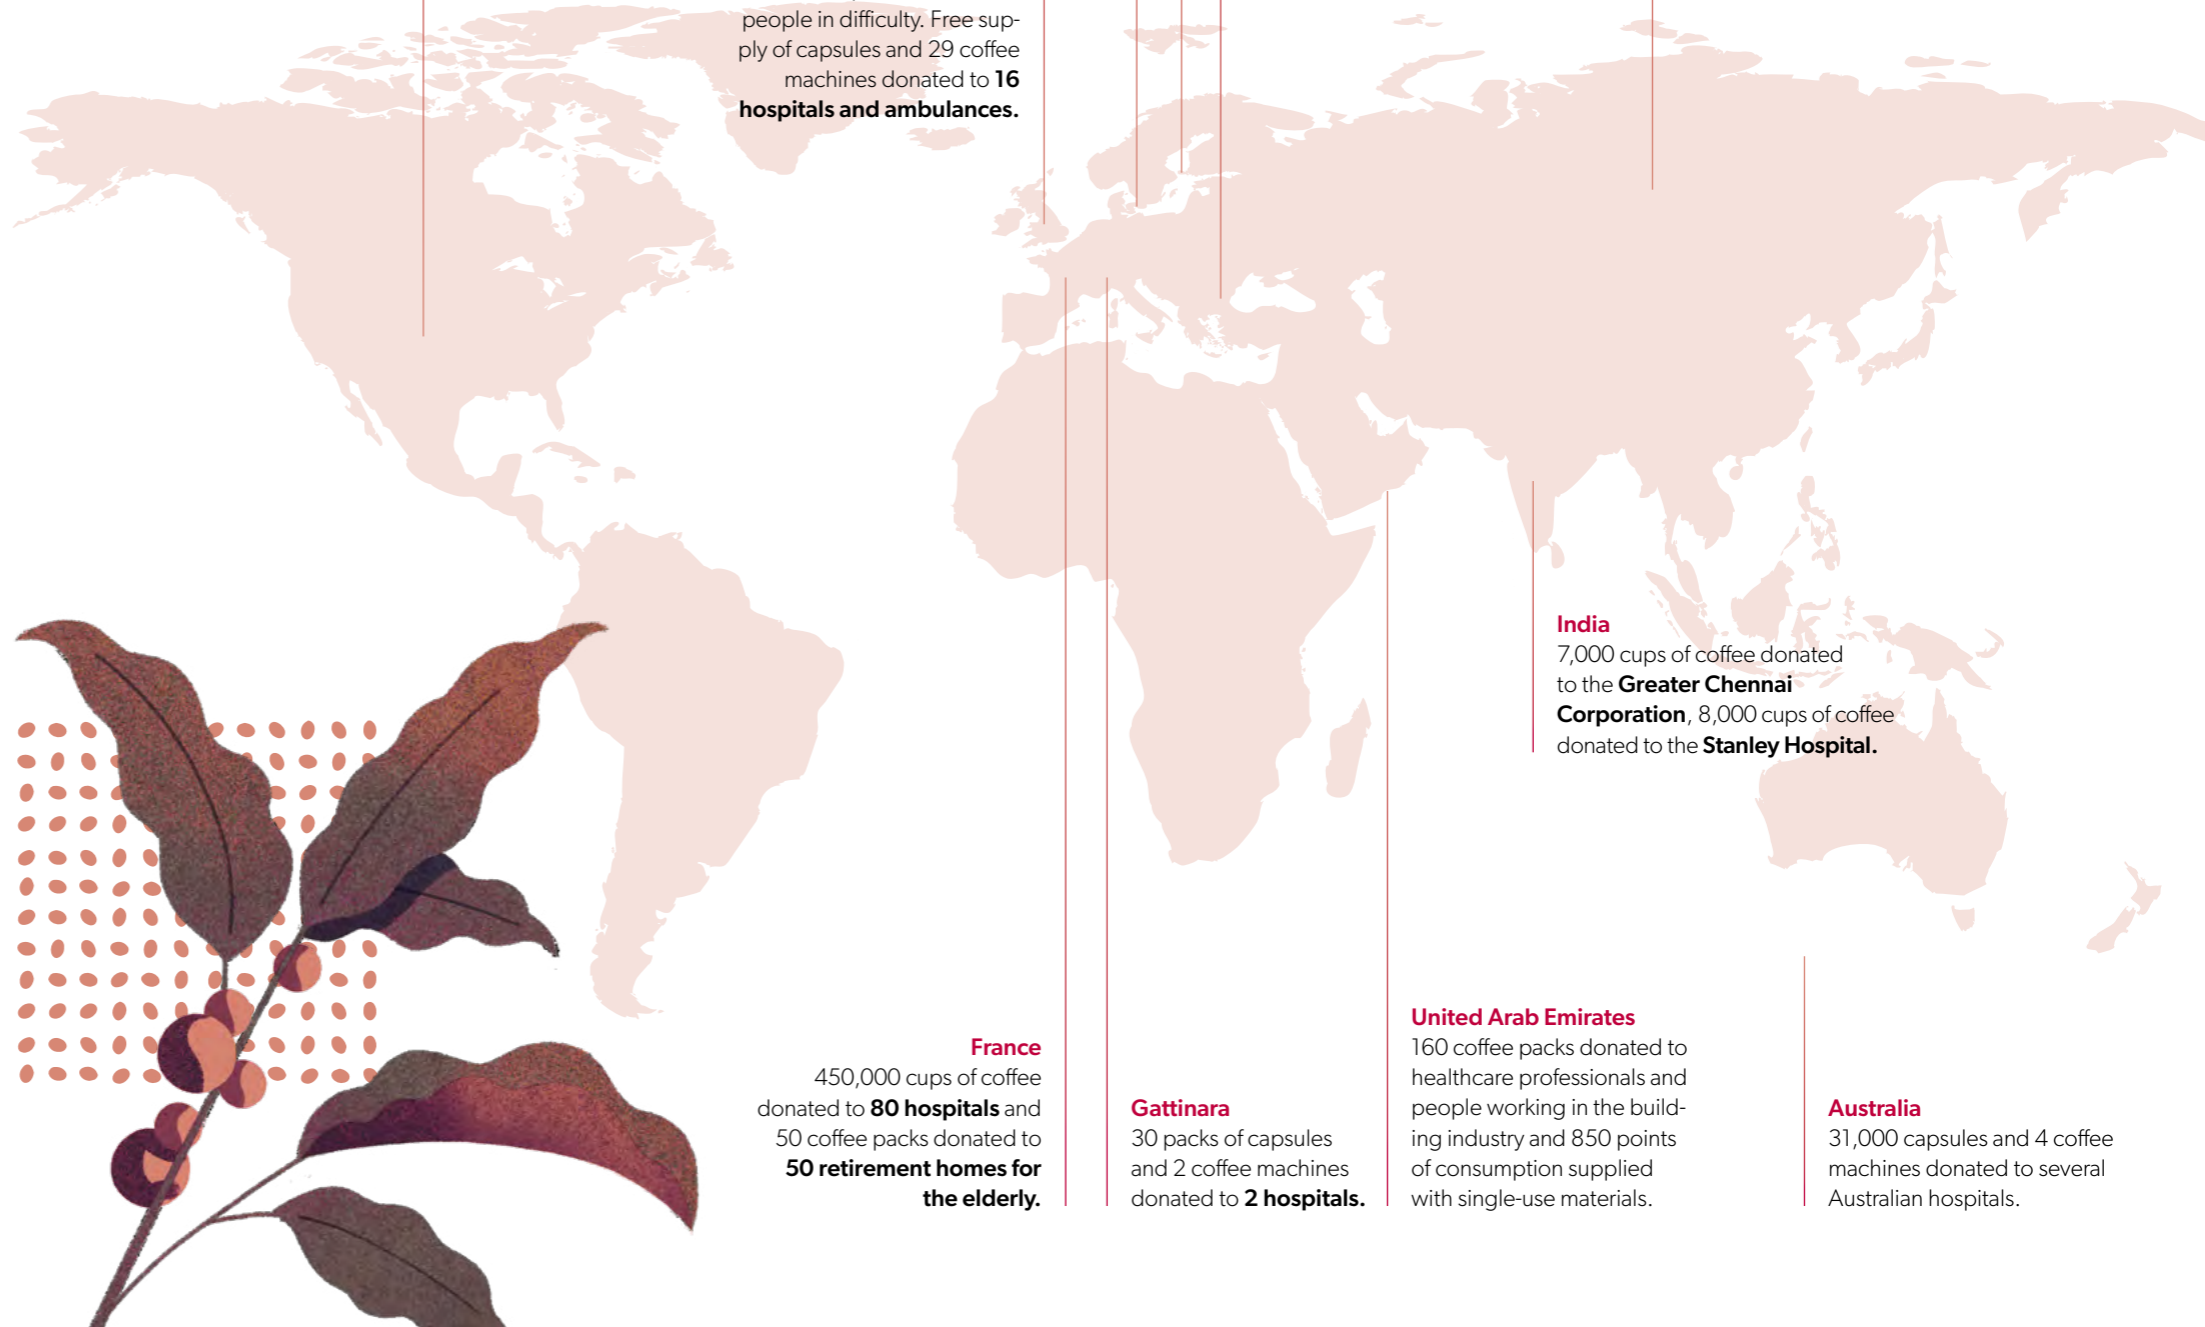 people in difficulty. Free sup-
ply of capsules and 29 coffee
machines donated to 16
hospitals and ambulances.
India
7,000 cups of coffee donated
to the Greater Chennai
Corporation, 8,000 cups of coffee
donated to the Stanley Hospital.
France
450,000 cups of coffee
donated to 80 hospitals and
50 coffee packs donated to
50 retirement homes for
the elderly.
Gattinara
30 packs of capsules
and 2 coffee machines
donated to 2 hospitals.
United Arab Emirates
160 coffee packs donated to
healthcare professionals and
people working in the build-
ing industry and 850 points
of consumption supplied
with single-use materials.
Australia
31,000 capsules and 4 coffee
machines donated to several
Australian hospitals.